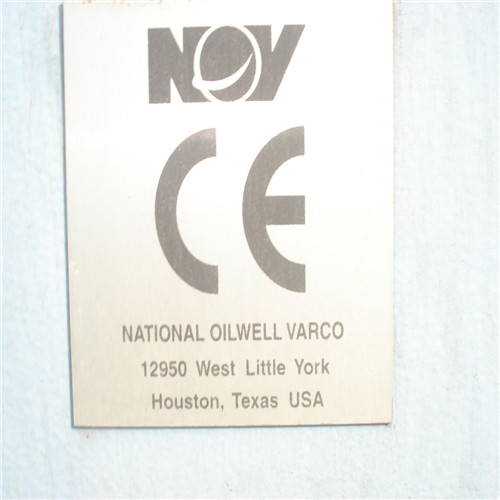 NOV
CE
NATIONAL OILWELL VARCO
12950 West Little York
Houston, Texas USA